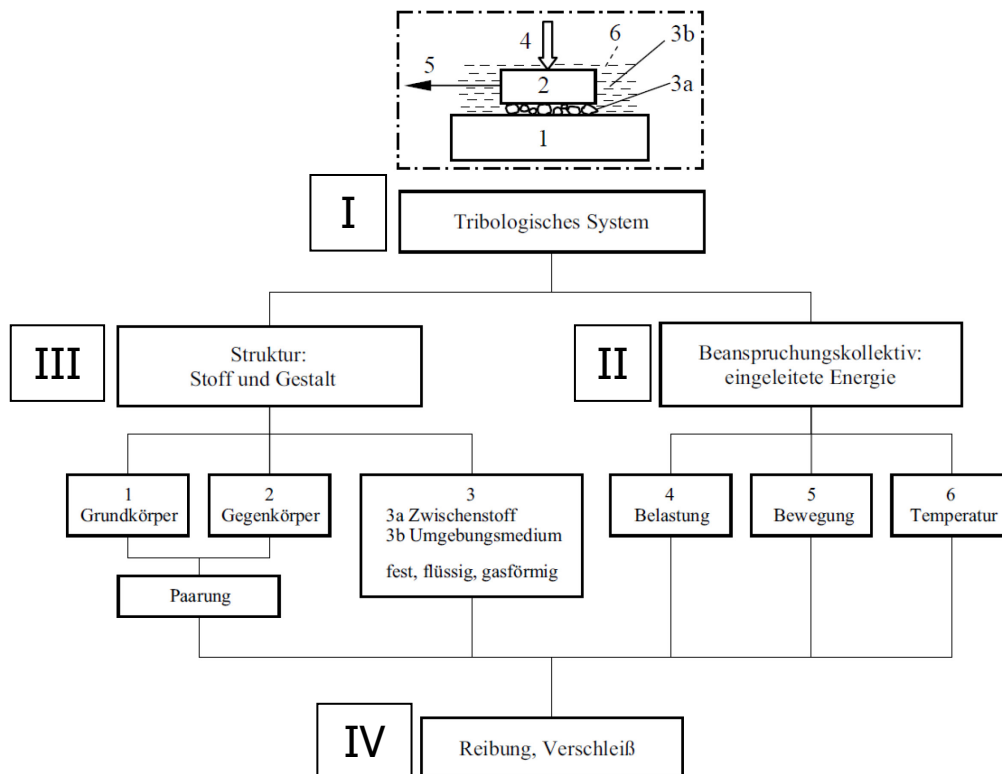 4
6
3b
5
2
3a
1
I
Tribologisches System
III
Struktur:
Stoff und Gestalt
II
Beanspruchungskollektiv:
eingeleitete Energie
1
Grundkörper
2
Gegenkörper
3
3a Zwischenstoff
3b Umgebungsmedium
fest, flüssig, gasförmig
4
Belastung
5
Bewegung
6
Temperatur
Paarung
IV
Reibung, Verschleiß